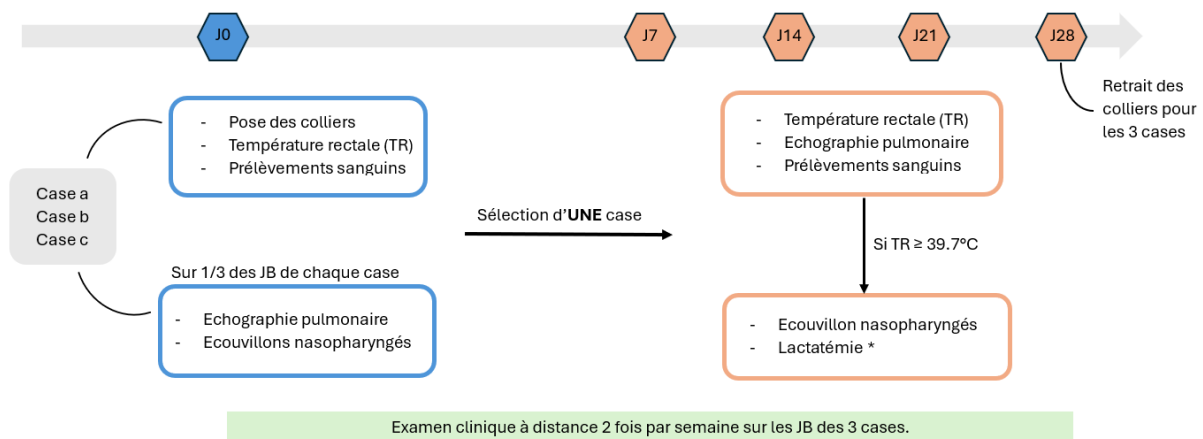 J0
J7
J14
J21
J28
Retrait des
colliers pour
les 3 cases
- Pose des colliers
- Température rectale (TR)
- Prélèvements sanguins
- Température rectale (TR)
- Echographie pulmonaire
- Prélèvements sanguins
Case a
Case b
Case c
Sélection d'UNE case
Si TR ≥ 39.7°C
Sur 1/3 des JB de chaque case
- Echographie pulmonaire
- Ecouvillons nasopharyngés
- Ecouvillon nasopharyngés
- Lactatémie *
Examen clinique à distance 2 fois par semaine sur les JB des 3 cases.